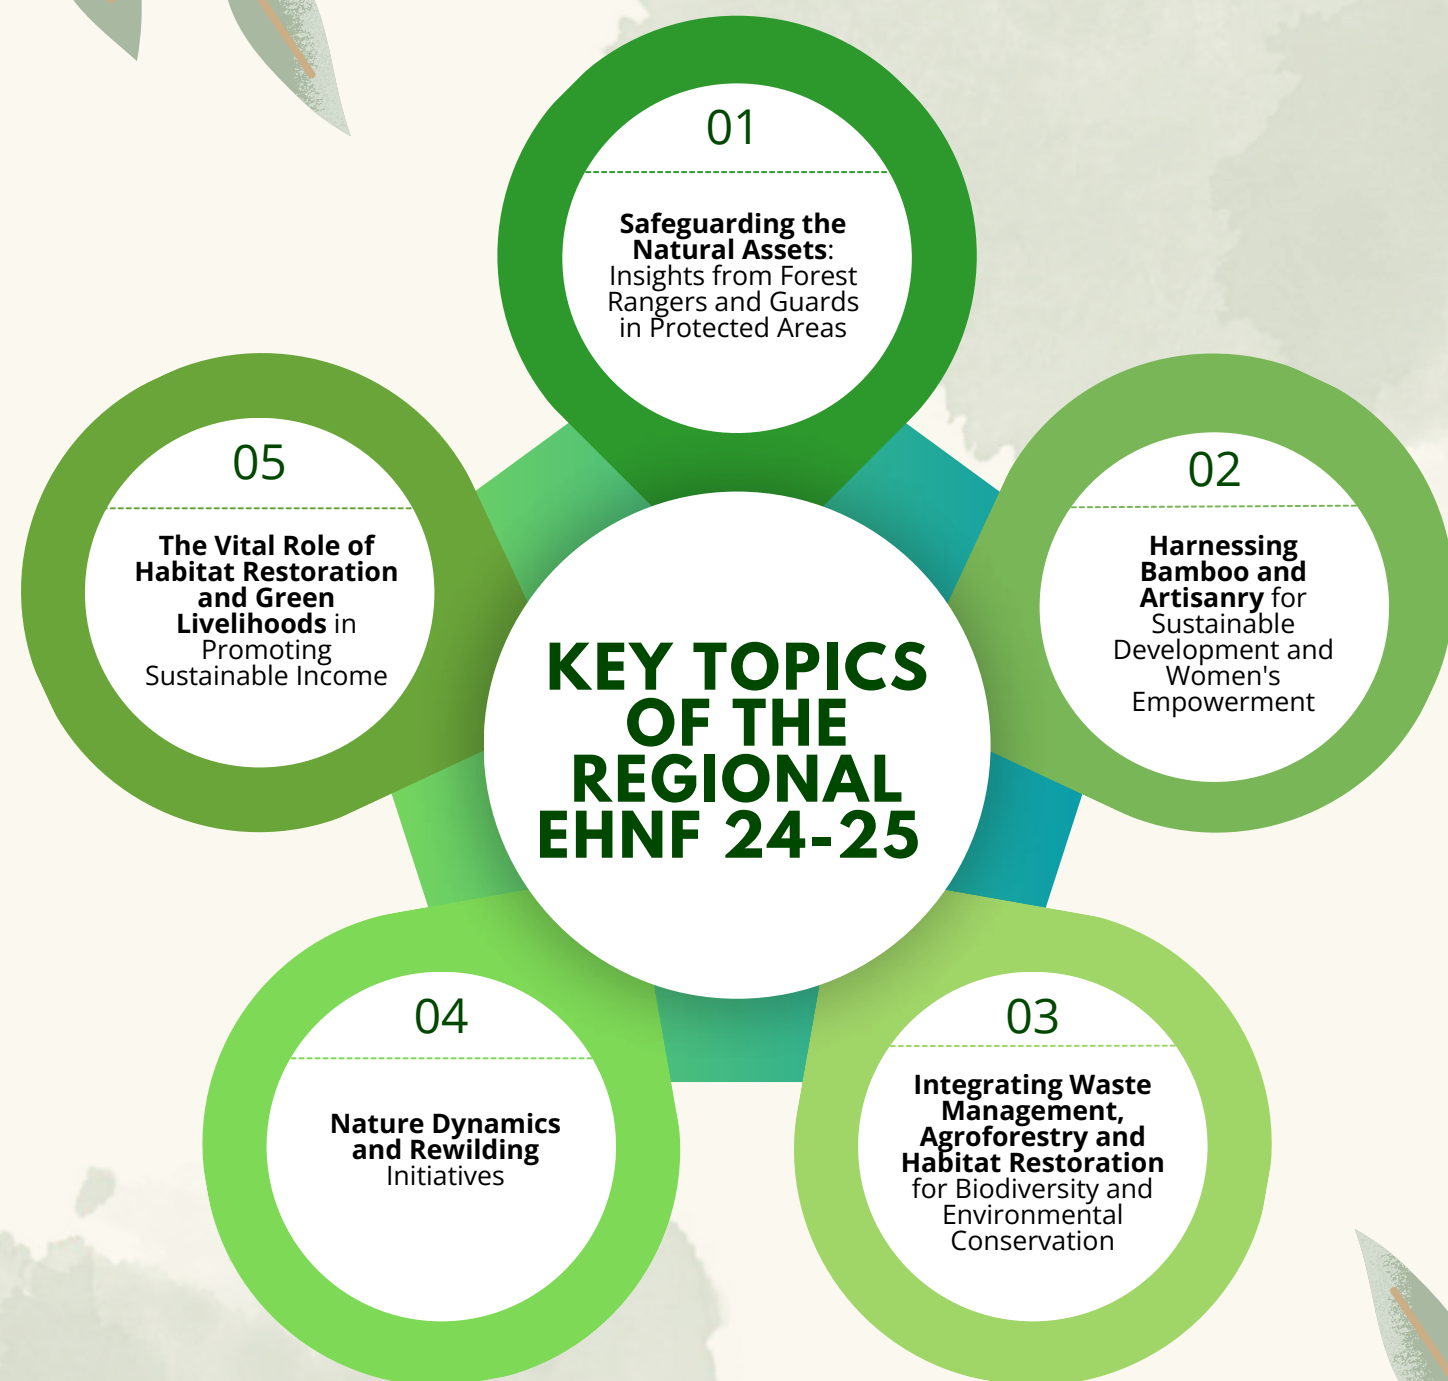 01
Safeguarding the
Natural Assets:
Insights from Forest
Rangers and Guards
in Protected Areas
02
Harnessing
Bamboo and
Artisanry for
Sustainable
Development and
Women's
Empowerment
03
Integrating Waste
Management,
Agroforestry and
Habitat Restoration
for Biodiversity and
Environmental
Conservation
04
Nature Dynamics
and Rewilding
Initiatives
05
The Vital Role of
Habitat Restoration
and Green
Livelihoods in
Promoting
Sustainable Income
KEY TOPICS
OF THE
REGIONAL
EHNF 24-25